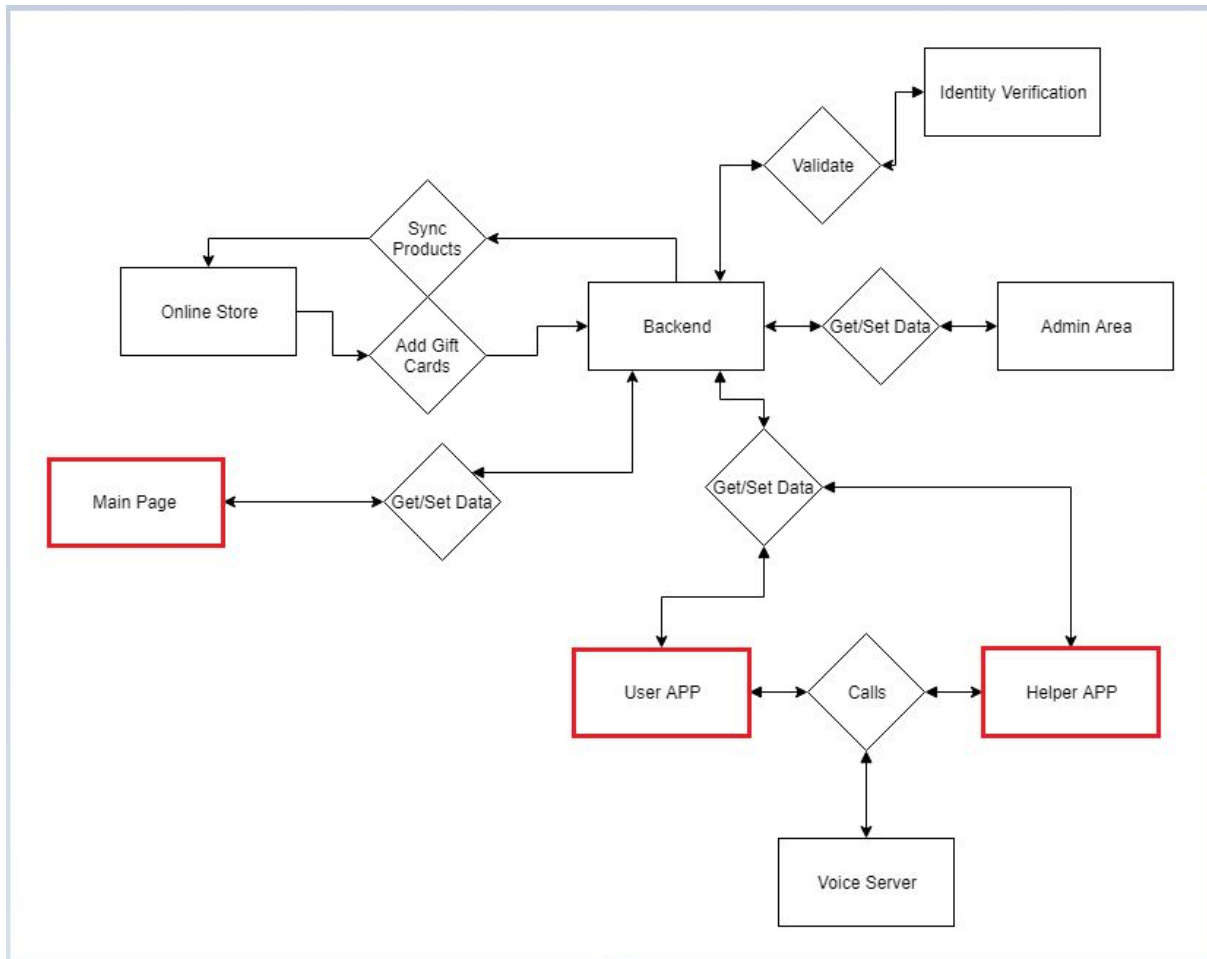 Identity Verification
Validate
Sync
Products
Online Store
Backend
Get/Set Data
Admin Area
Add Gift
Cards
Main Page
Get/Set Data
Get/Set Data
User APP
Calls
Helper APP
Voice Server